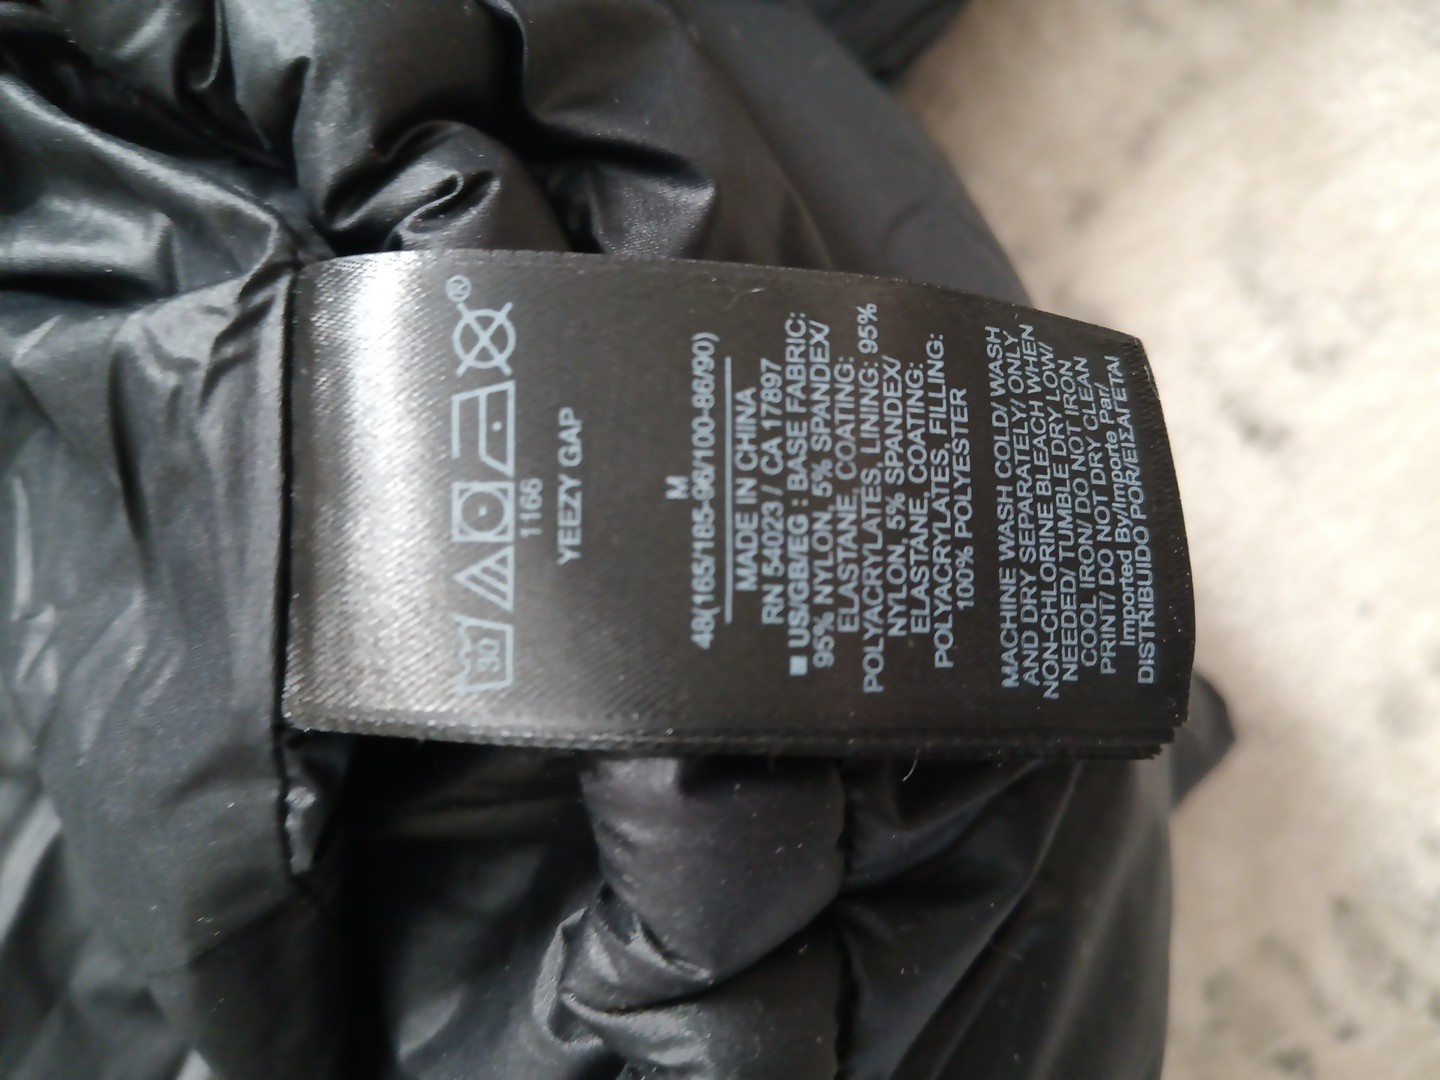 30 ®
1166
YEEZY GAP
M
48(165/185-96/100-86/90)
MADE IN CHINA
RN 54023 / CA 17897
■ US/GB/EG : BASE FABRIC:
95% NYLON, 5% SPANDEX/
ELASTANE, COATING:
POLYACRYLATES, LINING: 95%
NYLON, 5% SPANDEX/
ELASTANE, COATING:
POLYACRYLATES, FILLING:
100% POLYESTER
MACHINE WASH COLD/ WASH
AND DRY SEPARATELY/ ONLY
NON-CHLORINE BLEACH WHEN
NEEDED/ TUMBLE DRY LOW/
COOL IRON/ DO NOT IRON
PRINT/ DO NOT DRY CLEAN
Imported By/Importe Par/
DISTRIBUIDO POR/ΕΙΣΑΓΕΤΑΙ